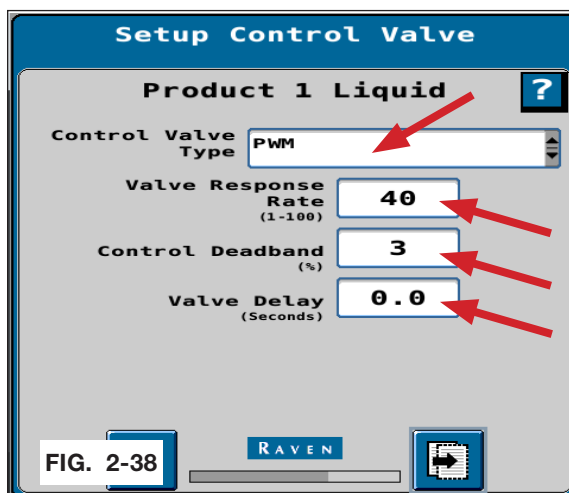 Setup Control Valve
Product 1 Liquid
?
Control Valve
Type
PWM
Valve Response
Rate
(1-100)
40
Control Deadband
(%)
3
Valve Delay
(Seconds)
0.0
FIG. 2-38
RAVEN